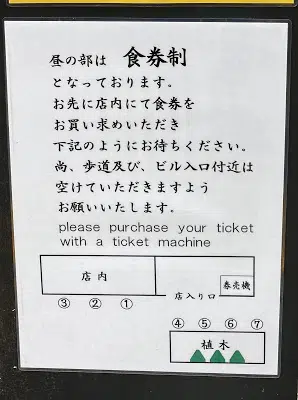 昼の部は 食券制
となっております。
お先に店内にて食券を
お買い求めいただき
下記のようにお待ちください。
尚、歩道及び、ビル入口付近は
空けていただきますよう
お願いいたします。
please purchase your ticket
with a ticket machine
店内
券売機
③ ② ① 店入り口
④ ⑤ ⑥ ⑦
植木